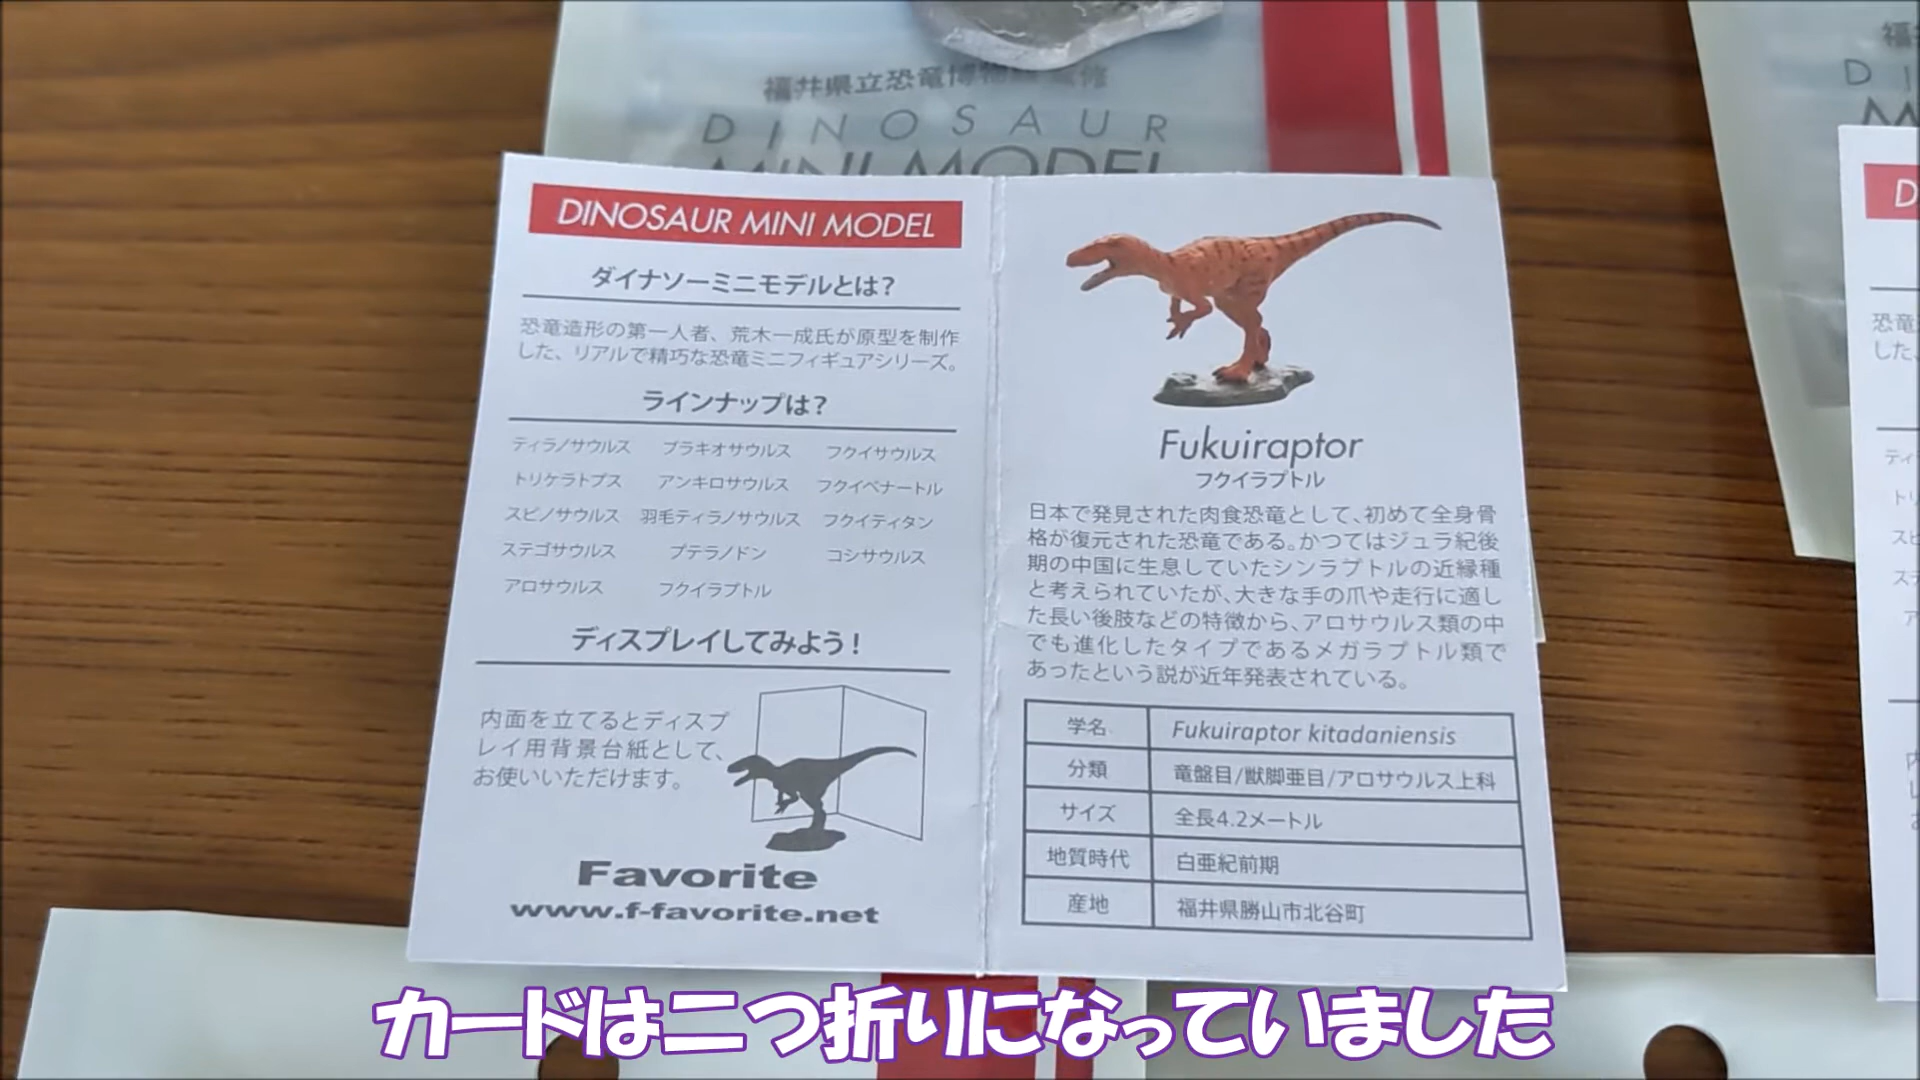 福井県立恐竜博物館監修
DINOSAUR
MINI MODEL
DINOSAUR MINI MODEL
ダイナソーミニモデルとは?
恐竜造形の第一人者、荒木一成氏が原型を制作
した、リアルで精巧な恐竜ミニフィギュアシリーズ。
ラインナップは?
ティラノサウルス ブラキオサウルス フクイサウルス
トリケラトプス アンキロサウルス フクイベナートル
スピノサウルス 羽毛ティラノサウルス フクイティタン
ステゴサウルス プテラノドン コシサウルス
アロサウルス フクイラプトル
ディスプレイしてみよう!
内面を立てるとディスプ
レイ用背景台紙として、
お使いいただけます。
Favorite
www.f-favorite.net
Fukuiraptor
フクイラプトル
日本で発見された肉食恐竜として、初めて全身骨
格が復元された恐竜である。かつてはジュラ紀後
期の中国に生息していたシンラプトルの近縁種
と考えられていたが、大きな手の爪や走行に適し
た長い後肢などの特徴から、アロサウルス類の中
でも進化したタイプであるメガラプトル類で
あったという説が近年発表されている。
学名 Fukuiraptor kitadaniensis
分類 竜盤目/獣脚亜目/アロサウルス上科
サイズ 全長4.2メートル
地質時代 白亜紀前期
産地 福井県勝山市北谷町
カードは二つ折りになっていました